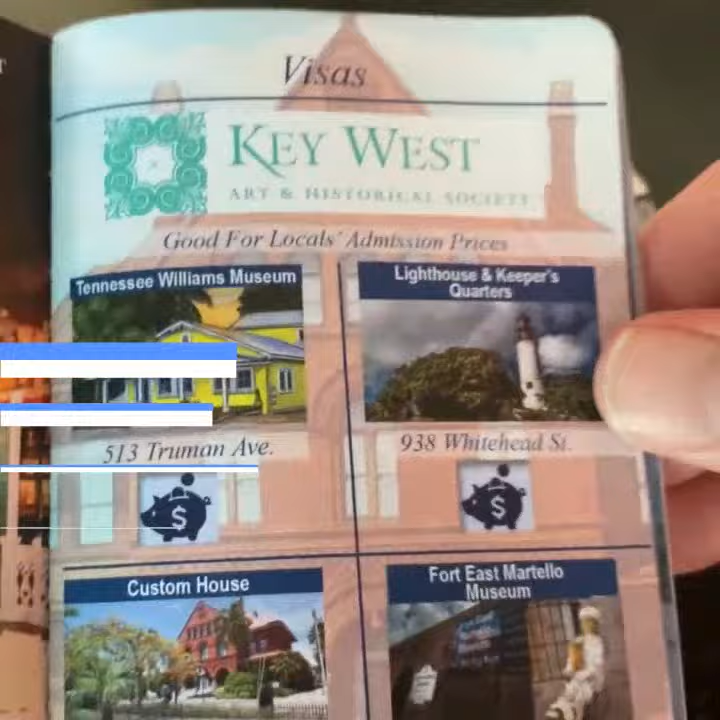 Visas
KEY WEST
ART & HISTORICAL SOCIETY
Good For Locals' Admission Prices
Tennessee Williams Museum
Lighthouse & Keeper's
Quarters
513 Truman Ave.
938 Whitehead St.
$
$
Custom House
Fort East Martello
Museum